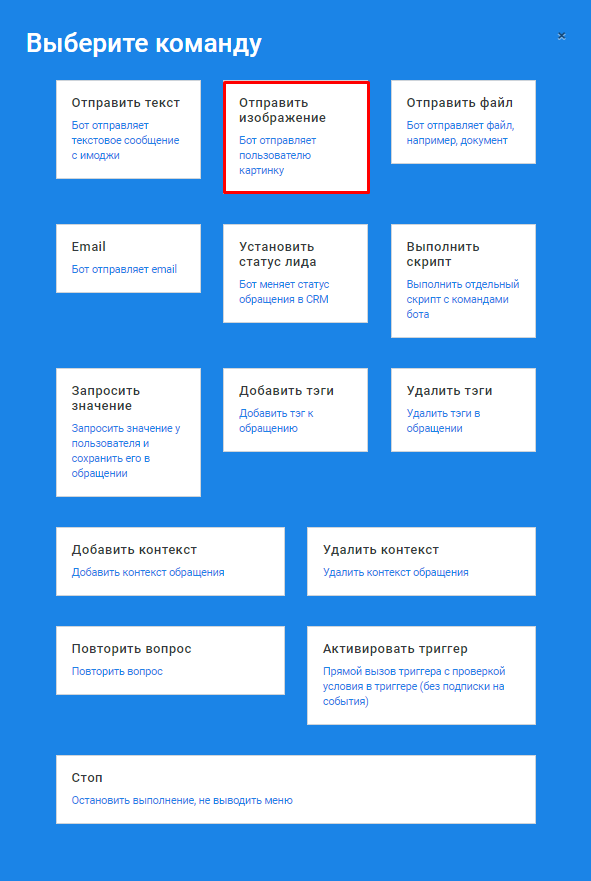 Выберите команду
×
Отправить текст
Бот отправляет
текстовое сообщение
с имоджи
Отправить
изображение
Бот отправляет
пользователю
картинку
Отправить файл
Бот отправляет файл,
например, документ
Email
Бот отправляет email
Установить
статус лида
Бот меняет статус
обращения в CRM
Выполнить
скрипт
Выполнить отдельный
скрипт с командами
бота
Запросить
значение
Запросить значение у
пользователя и
сохранить его в
обращении
Добавить тэги
Добавить тэг к
обращению
Удалить тэги
Удалить тэги в
обращении
Добавить контекст
Добавить контекст обращения
Удалить контекст
Удалить контекст обращения
Повторить вопрос
Повторить вопрос
Активировать триггер
Прямой вызов триггера с проверкой
условия в триггере (без подписки на
события)
Стоп
Остановить выполнение, не выводить меню